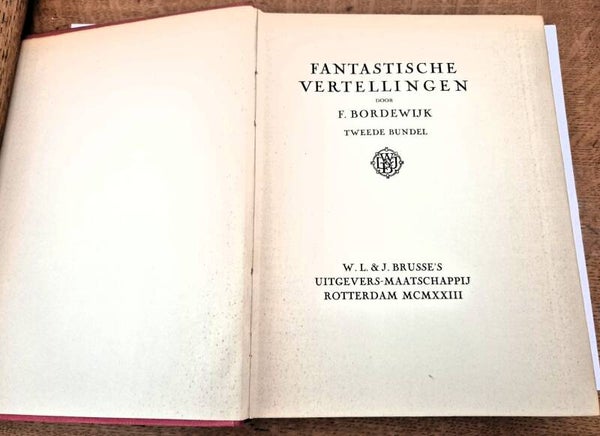 FANTASTISCHE
VERTELLINGEN
DOOR
F. BORDEWIJK
TWEEDE BUNDEL
W. L. & J. BRUSSE'S
UITGEVERS-MAATSCHAPPIJ
ROTTERDAM MCMXXIII